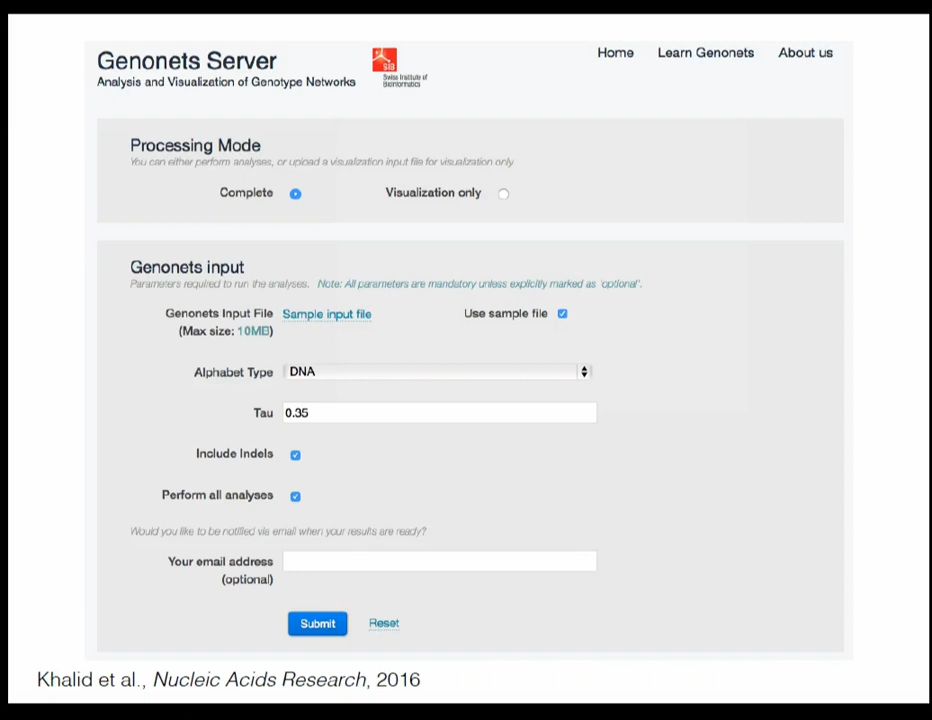 Genonets Server
Analysis and Visualization of Genotype Networks
SIB
Swiss Institute of
Bioinformatics
Home Learn Genonets About us
Processing Mode
You can either perform analyses, or upload a visualization input file for visualization only
Complete Visualization only
Genonets input
Parameters required to run the analyses. Note: All parameters are mandatory unless explicitly marked as 'optional'.
Genonets Input File Sample input file Use sample file
(Max size: 10MB)
Alphabet Type DNA
Tau 0.35
Include Indels
Perform all analyses
Would you like to be notified via email when your results are ready?
Your email address
(optional)
Submit Reset
Khalid et al., Nucleic Acids Research, 2016